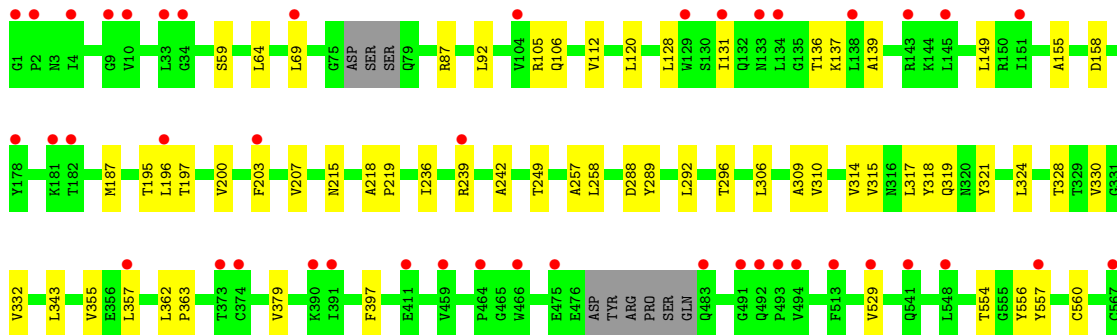 G1 P2 N3 I4 G9 V10 L33 G34 S59 L64 L69 G75 ASP SER SER Q79 R87 L92 V104 R105 Q106 V112 L120 L128 W129 S130 I131 Q132 N133 L134 G135 T136 K137 L138 A139 R143 K144 L145 L149 R150 I151 A155 D158
Y178 K181 T182 M187 T195 L196 T197 V200 F203 V207 N215 A218 P219 I236 R239 A242 T249 A257 L258 D288 Y289 L292 T296 L306 A309 V310 V314 V315 N316 L317 Y318 Q319 N320 Y321 L324 T328 T329 V330 G331
V332 L343 V355 E356 L357 L362 P363 T373 C374 V379 K390 I391 F397 E411 V459 P464 G465 W466 E475 E476 ASP TYR ARG PRO SER GLN Q483 G491 Q492 P493 V494 F513 V529 Q541 L548 T554 G555 Y556 Y557 C560 C567